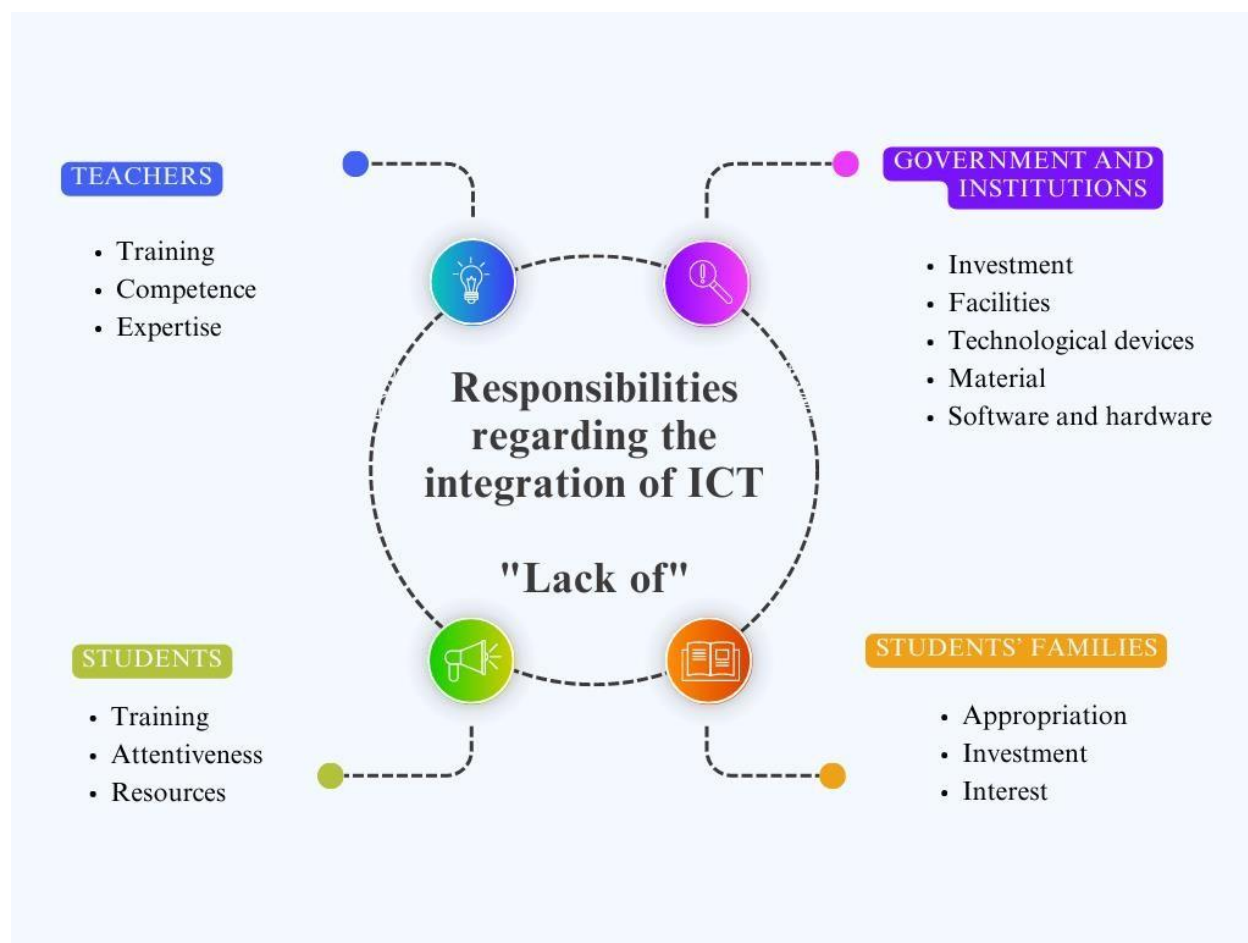 TEACHERS
• Training
• Competence
• Expertise
GOVERNMENT AND
INSTITUTIONS
• Investment
• Facilities
• Technological devices
• Material
• Software and hardware
Responsibilities
regarding the
integration of ICT
"Lack of"
STUDENTS
• Training
• Attentiveness
• Resources
STUDENTS’ FAMILIES
• Appropriation
• Investment
• Interest